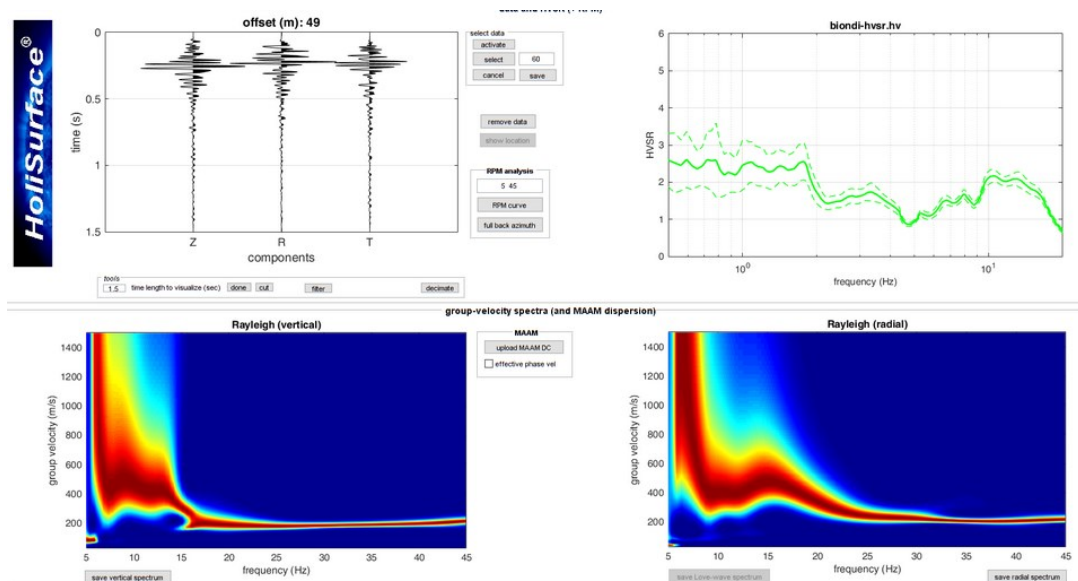 HoliSurface®
data and HVSR (+ RPM)
offset (m): 49
0
0.5
1
1.5
time (s)
Z R T
components
select data
activate
select 60
cancel save
remove data
show location
RPM analysis
5 45
RPM curve
full back azimuth
tools
1.5 time length to visualize (sec) done cut filter decimate
biondi-hvsr.hv
6
5
4
3
2
1
0
HVSR
10⁰ 10¹
frequency (Hz)
group-velocity spectra (and MAAM dispersion)
Rayleigh (vertical)
1400
1200
1000
800
600
400
200
group velocity (m/s)
5 10 15 20 25 30 35 40 45
frequency (Hz)
save vertical spectrum
MAAM
upload MAAM DC
effective phase vel
Rayleigh (radial)
1400
1200
1000
800
600
400
200
group velocity (m/s)
5 10 15 20 25 30 35 40 45
frequency (Hz)
save Love-wave spectrum
save radial spectrum